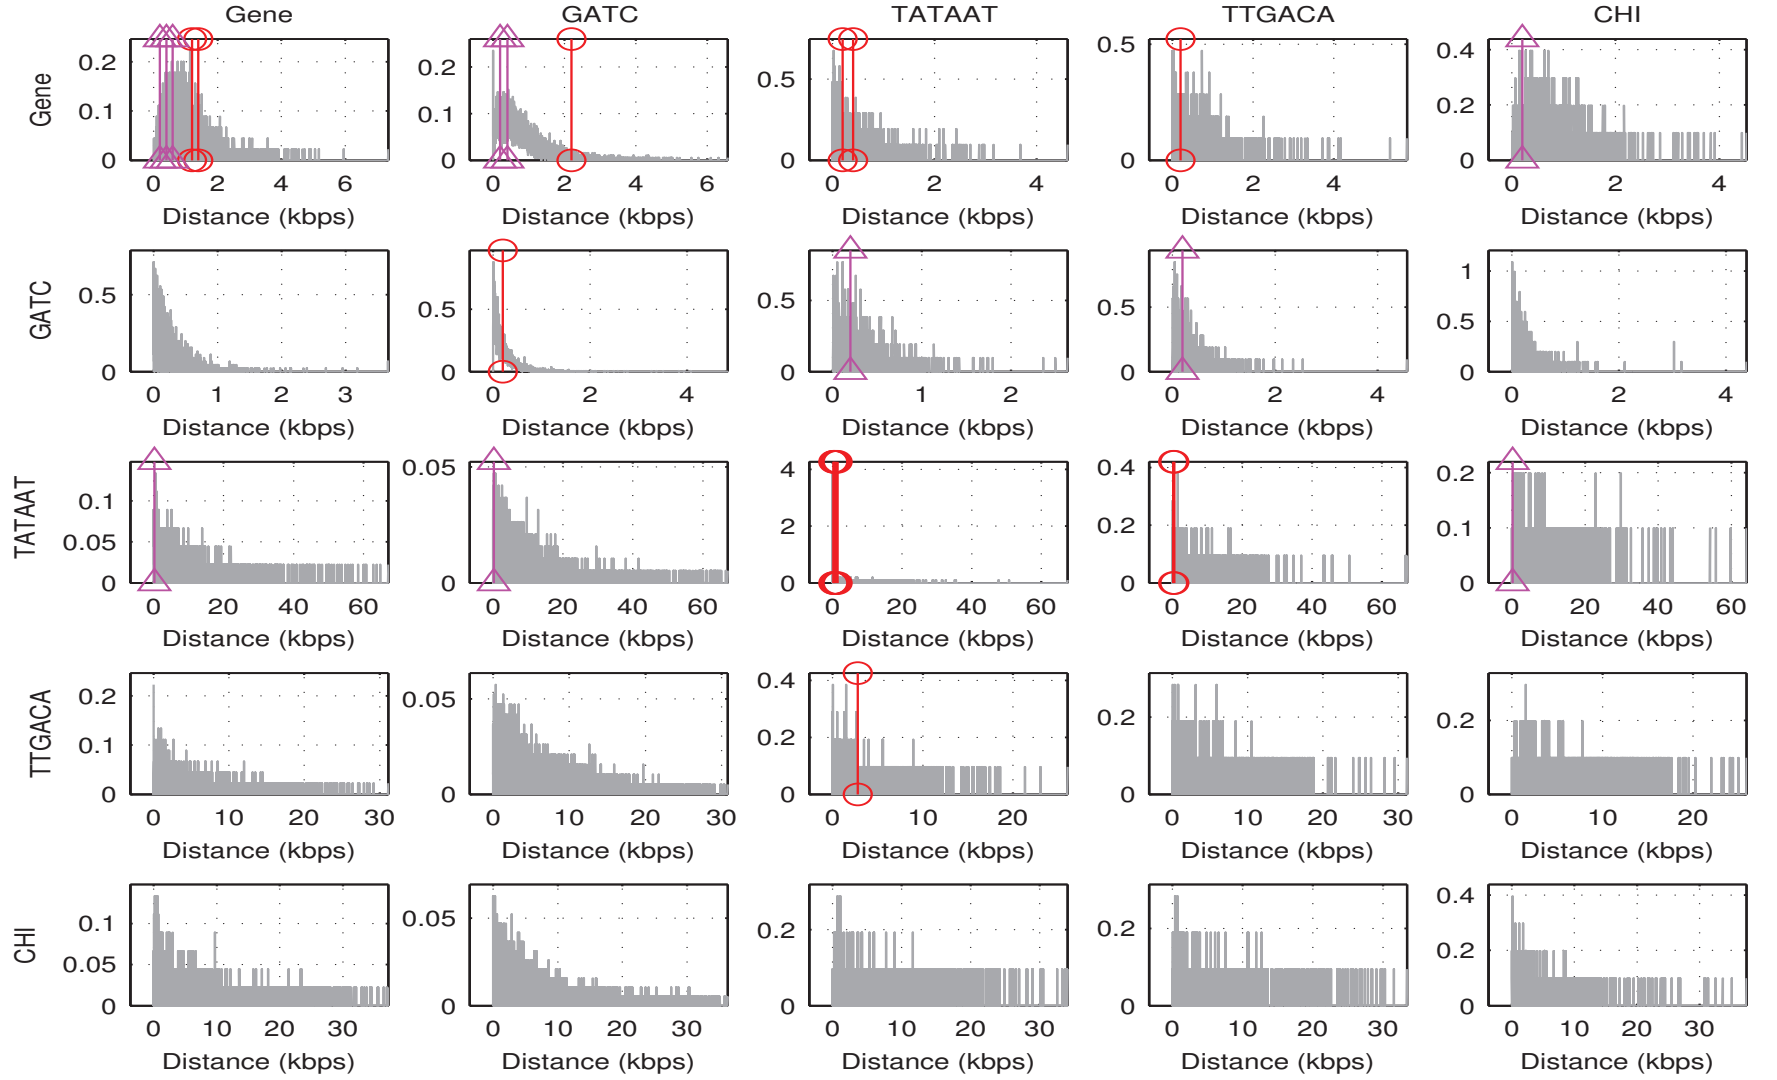 Gene GATC TATAAT TTGACA CHI
Gene
0.2 0.1 0
0 2 4 6
Distance (kbps)
0.2 0.1 0
0 2 4 6
Distance (kbps)
0.5 0
0 2 4
Distance (kbps)
0.5 0
0 2 4
Distance (kbps)
0.4 0.2 0
0 2 4
Distance (kbps)
GATC
0.5 0
0 1 2 3
Distance (kbps)
0.5 0
0 2 4
Distance (kbps)
0.5 0
0 1 2
Distance (kbps)
0.5 0
0 2 4
Distance (kbps)
1 0.5 0
0 2 4
Distance (kbps)
TATAAT
0.1 0.05 0
0 20 40 60
Distance (kbps)
0.05 0
0 20 40 60
Distance (kbps)
4 2 0
0 20 40 60
Distance (kbps)
0.4 0.2 0
0 20 40 60
Distance (kbps)
0.2 0.1 0
0 20 40 60
Distance (kbps)
TTGACA
0.2 0.1 0
0 10 20 30
Distance (kbps)
0.05 0
0 10 20 30
Distance (kbps)
0.4 0.2 0
0 10 20
Distance (kbps)
0.2 0
0 10 20 30
Distance (kbps)
0.2 0
0 10 20
Distance (kbps)
CHI
0.1 0.05 0
0 10 20 30
Distance (kbps)
0.05 0
0 10 20 30
Distance (kbps)
0.2 0
0 10 20 30
Distance (kbps)
0.2 0
0 10 20 30
Distance (kbps)
0.4 0.2 0
0 10 20 30
Distance (kbps)